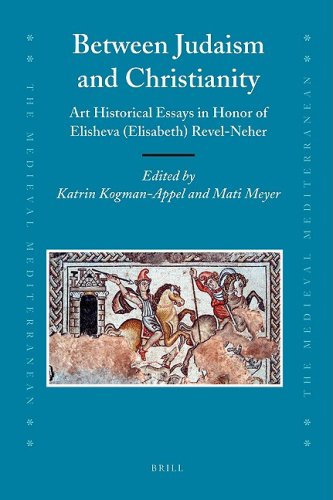 Between Judaism
and Christianity
Art Historical Essays in Honor of
Elisheva (Elisabeth) Revel-Neher
Edited by
Katrin Kogman-Appel and Mati Meyer
BRILL
* * THE MEDIEVAL MEDITERRANEAN * *
* * THE MEDIEVAL MEDITERRANEAN * *